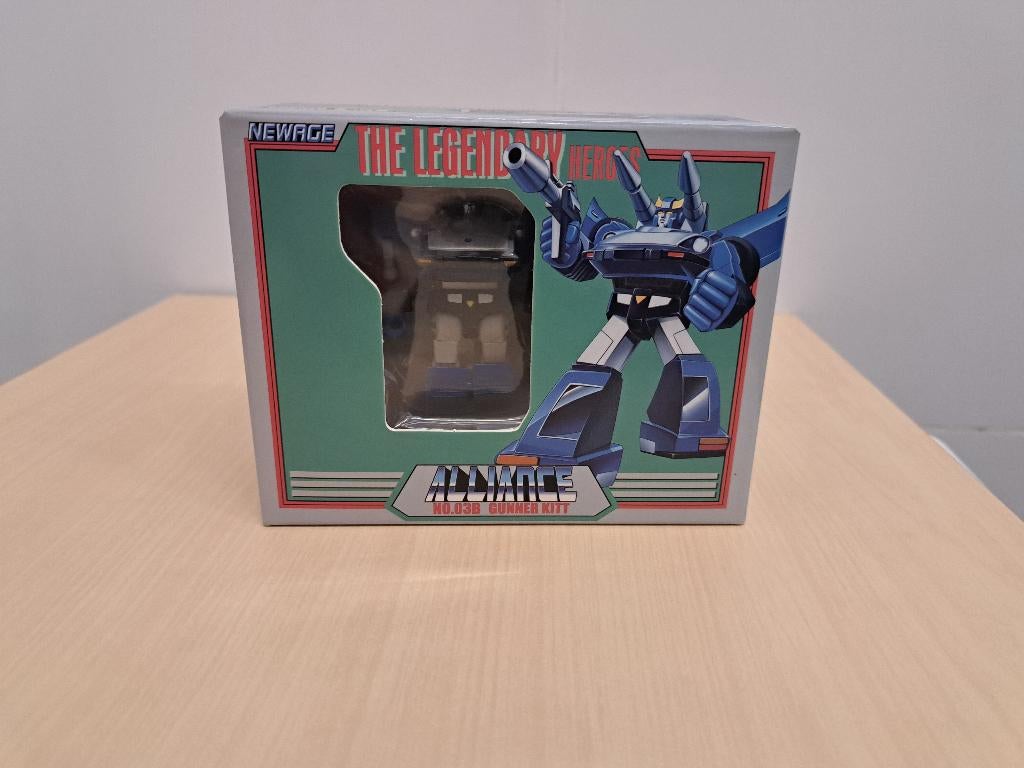 NEWAGE
THE LEGENDARY HEROES
ALLIANCE
NO.03B GUNNER KITT